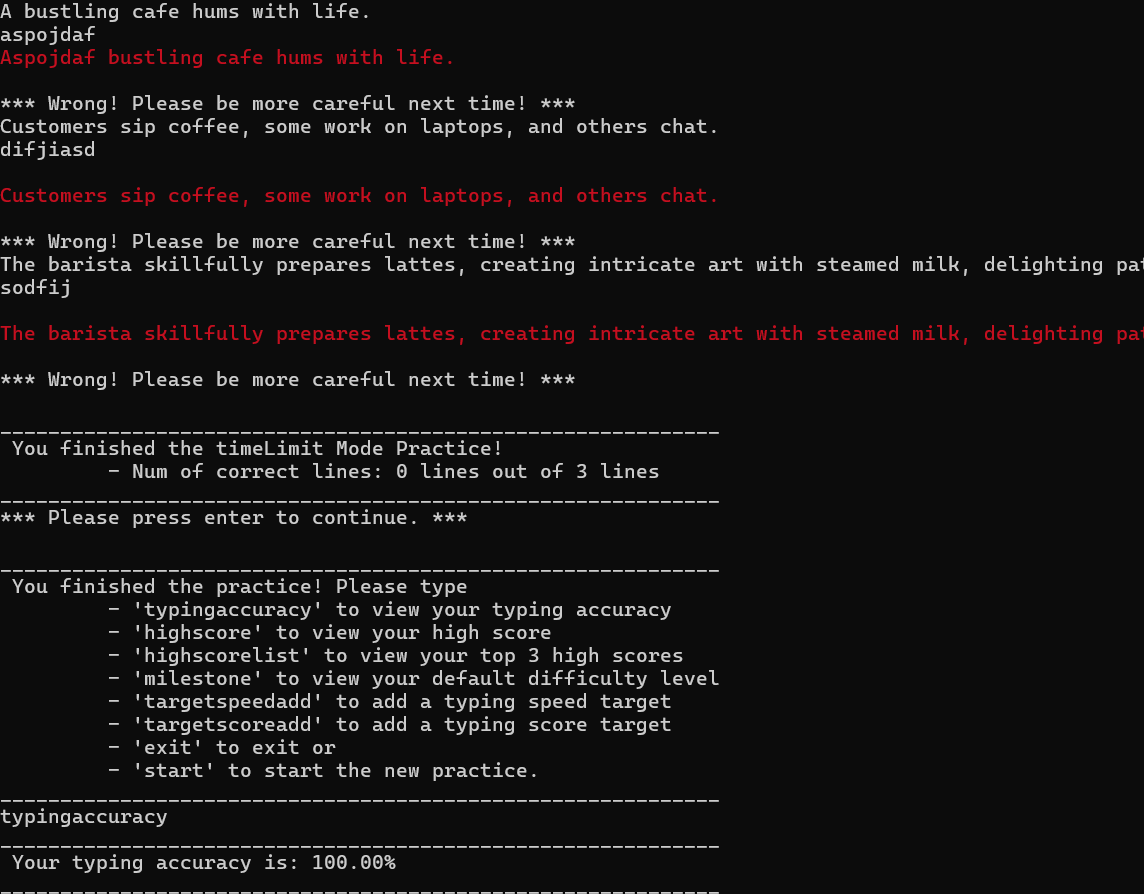 A bustling cafe hums with life.
aspojdaf
Aspojdaf bustling cafe hums with life.
*** Wrong! Please be more careful next time! ***
Customers sip coffee, some work on laptops, and others chat.
difjiasd
Customers sip coffee, some work on laptops, and others chat.
*** Wrong! Please be more careful next time! ***
The barista skillfully prepares lattes, creating intricate art with steamed milk, delighting pat
sodfij
The barista skillfully prepares lattes, creating intricate art with steamed milk, delighting pat
*** Wrong! Please be more careful next time! ***
____________________________________________________________
You finished the timeLimit Mode Practice!
- Num of correct lines: 0 lines out of 3 lines
____________________________________________________________
*** Please press enter to continue. ***
____________________________________________________________
You finished the practice! Please type
- 'typingaccuracy' to view your typing accuracy
- 'highscore' to view your high score
- 'highscorelist' to view your top 3 high scores
- 'milestone' to view your default difficulty level
- 'targetspeedadd' to add a typing speed target
- 'targetscoreadd' to add a typing score target
- 'exit' to exit or
- 'start' to start the new practice.
____________________________________________________________
typingaccuracy
____________________________________________________________
Your typing accuracy is: 100.00%
____________________________________________________________